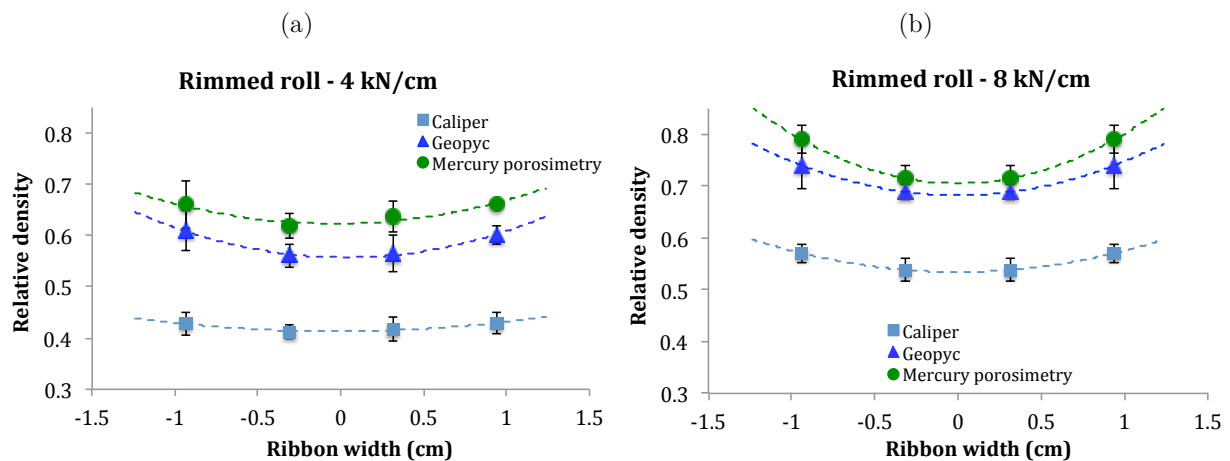 (a)
Rimmed roll - 4 kN/cm
Caliper
Geopyc
Mercury porosimetry
0.8
0.7
0.6
0.5
0.4
0.3
Relative density
-1.5 -1 -0.5 0 0.5 1 1.5
Ribbon width (cm)
(b)
Rimmed roll - 8 kN/cm
0.8
0.7
0.6
0.5
0.4
0.3
Relative density
Caliper
Geopyc
Mercury porosimetry
-1.5 -1 -0.5 0 0.5 1 1.5
Ribbon width (cm)